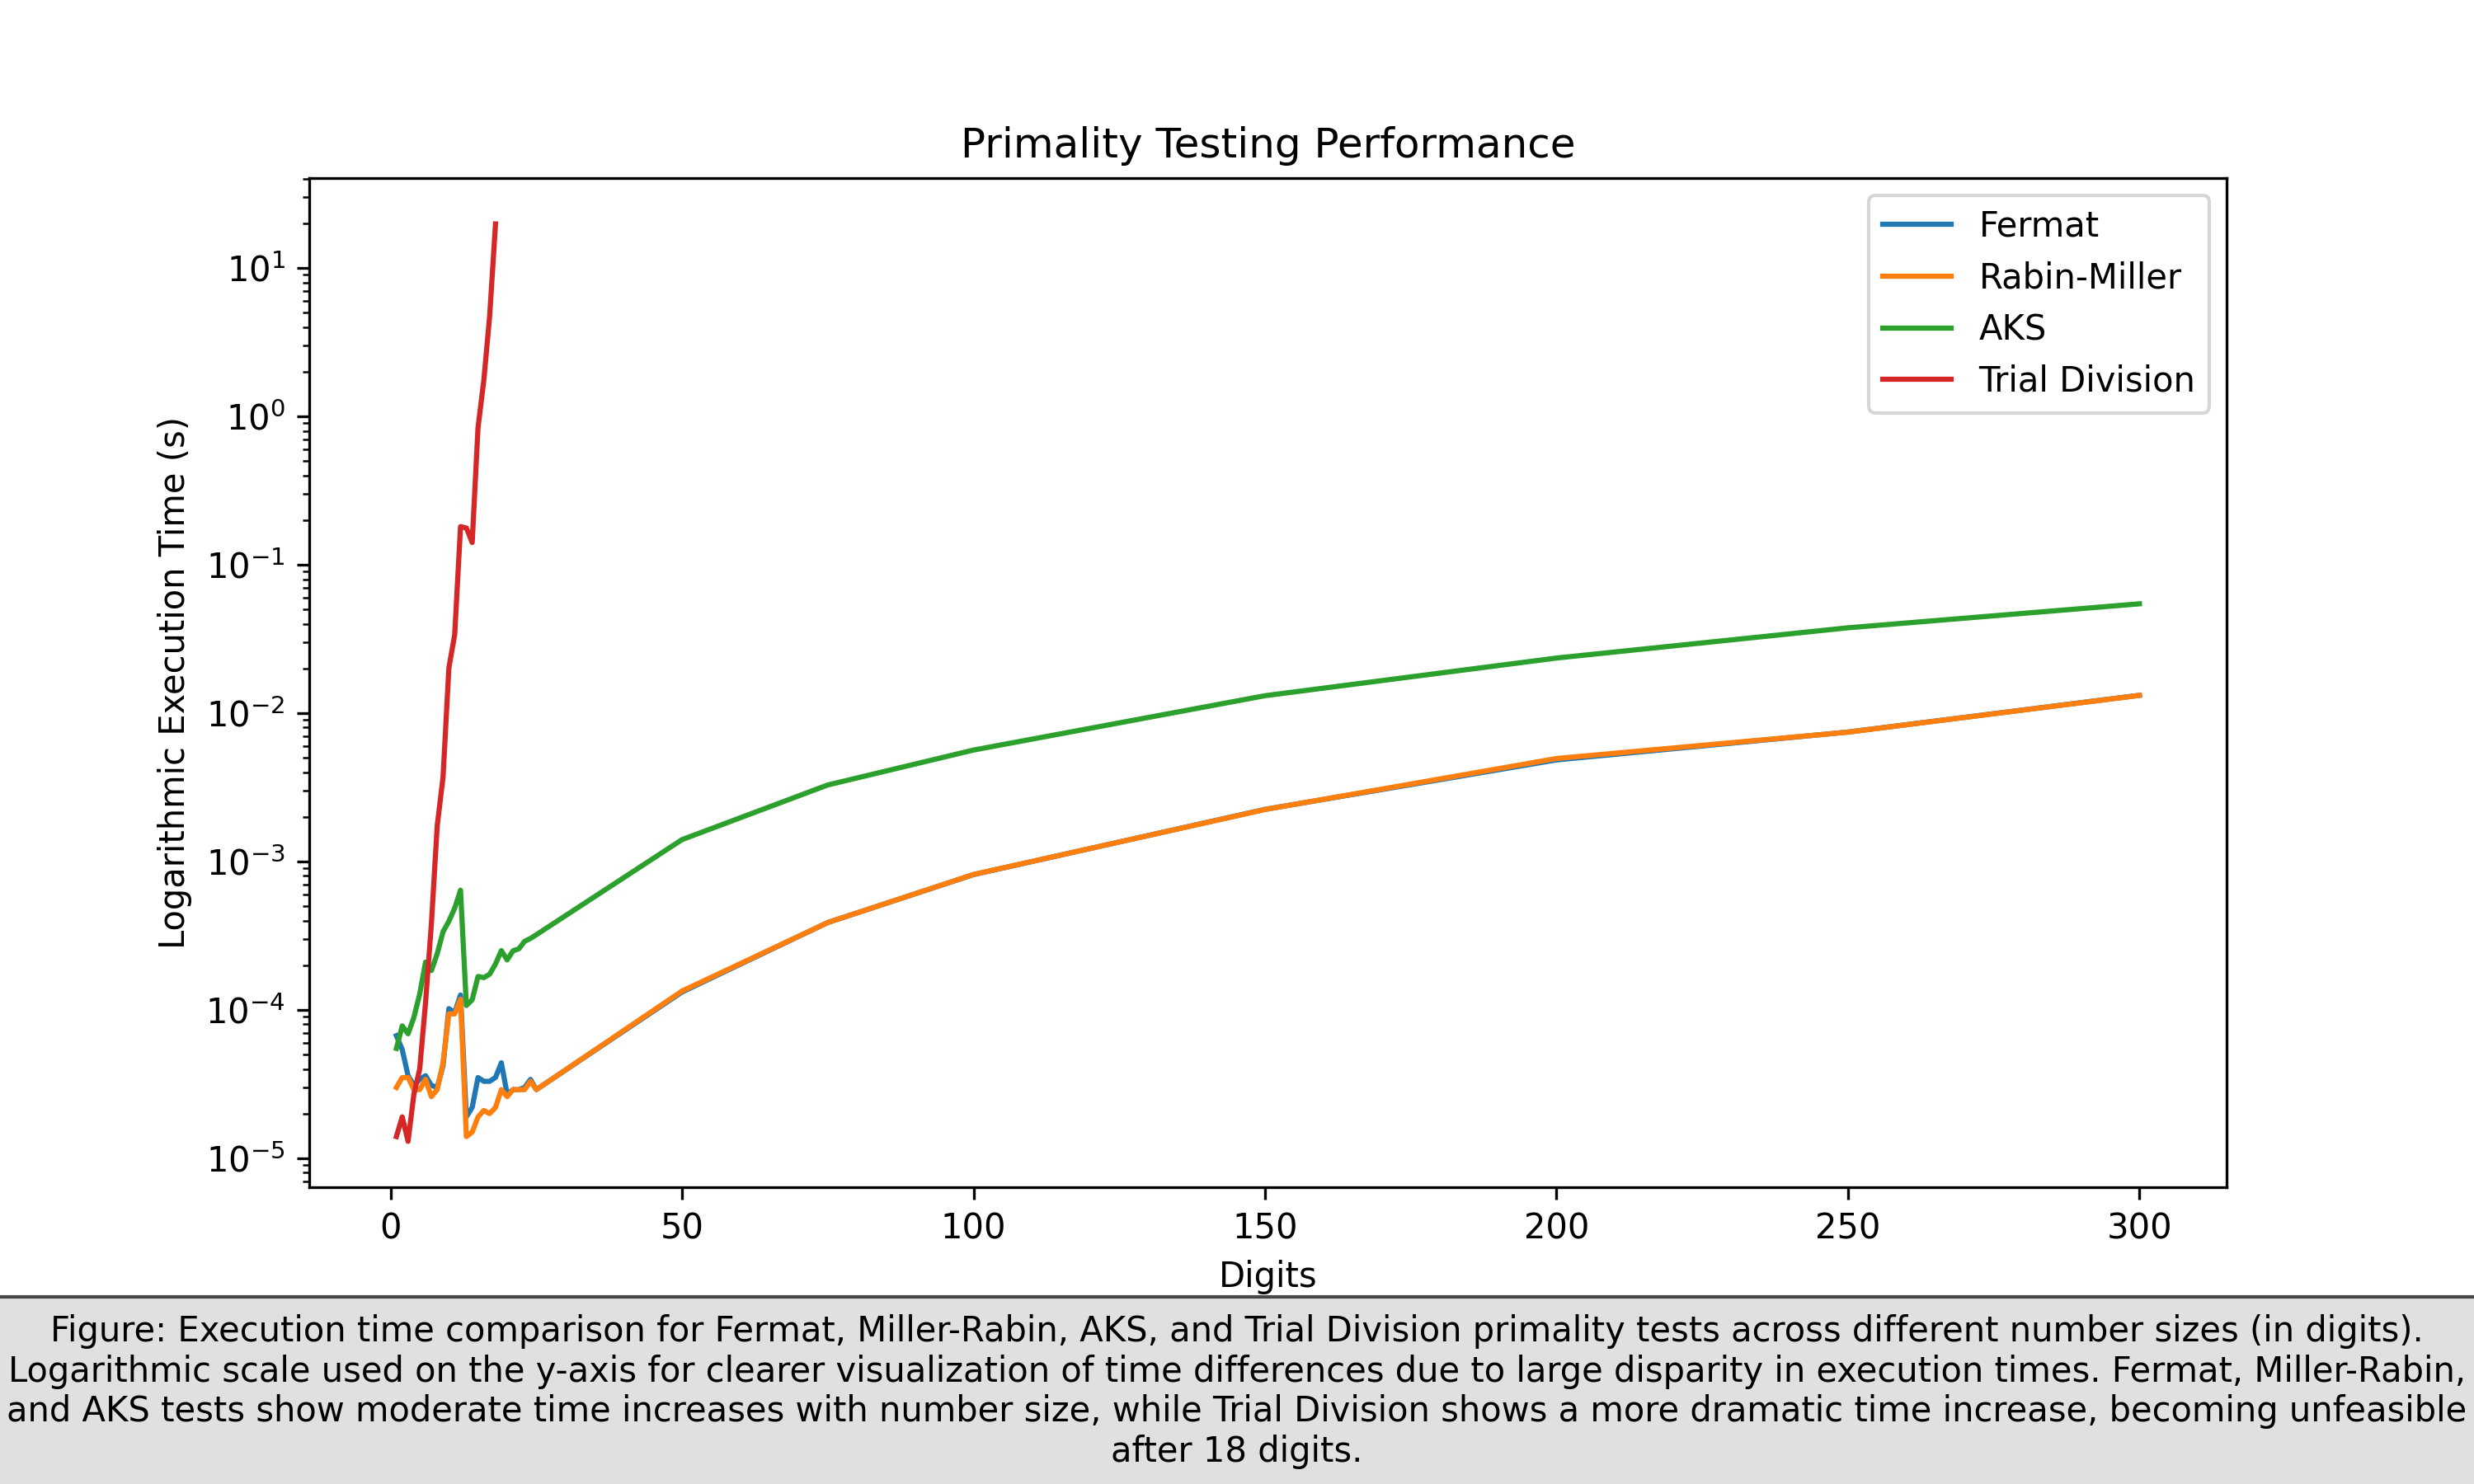 Primality Testing Performance
Fermat
Rabin-Miller
AKS
Trial Division
Logarithmic Execution Time (s)
10¹
10⁰
10⁻¹
10⁻²
10⁻³
10⁻⁴
10⁻⁵
0 50 100 150 200 250 300
Digits
Figure: Execution time comparison for Fermat, Miller-Rabin, AKS, and Trial Division primality tests across different number sizes (in digits).
Logarithmic scale used on the y-axis for clearer visualization of time differences due to large disparity in execution times. Fermat, Miller-Rabin,
and AKS tests show moderate time increases with number size, while Trial Division shows a more dramatic time increase, becoming unfeasible
after 18 digits.